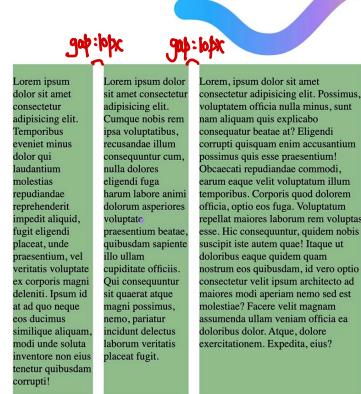 gap:10px
gap:10px
Lorem ipsum
dolor sit amet
consectetur
adipisicing elit.
Temporibus
eveniet minus
dolor qui
laudantium
molestias
repudiandae
reprehenderit
impedit aliquid,
fugit eligendi
placeat, unde
praesentium, vel
veritatis voluptate
ex corporis magni
deleniti. Ipsum id
at ad quo neque
eos ducimus
similique aliquam,
modi unde soluta
inventore non eius
tenetur quibusdam
corrupti!
Lorem ipsum dolor
sit amet consectetur
adipisicing elit.
Cumque nobis rem
ipsa voluptatibus,
recusandae illum
consequuntur cum,
nulla dolores
eligendi fuga
harum labore animi
dolorum asperiores
voluptate
praesentium beatae,
quibusdam sapiente
illo ullam
cupiditate officiis.
Qui consequuntur
sit quaerat atque
magni possimus,
nemo, pariatur
incidunt delectus
laborum veritatis
placeat fugit.
Lorem, ipsum dolor sit amet
consectetur adipisicing elit. Possimus,
voluptatem officia nulla minus, sunt
nam aliquam quis explicabo
consequatur beatae at? Eligendi
corrupti quisquam enim accusantium
possimus quis esse praesentium!
Obcaecati repudiandae commodi,
earum eaque velit voluptatum illum
temporibus. Corporis quod dolorem
officia, optio eos fuga. Voluptatum
repellat maiores laborum rem voluptas
esse. Hic consequuntur, quidem nobis
suscipit iste autem quae! Itaque ut
doloribus eaque quidem quam
nostrum eos quibusdam, id vero optio
consectetur velit ipsum architecto ad
maiores modi aperiam nemo sed est
molestiae? Facere velit magnam
assumenda ullam veniam officia ea
doloribus dolor. Atque, dolore
exercitationem. Expedita, eius?